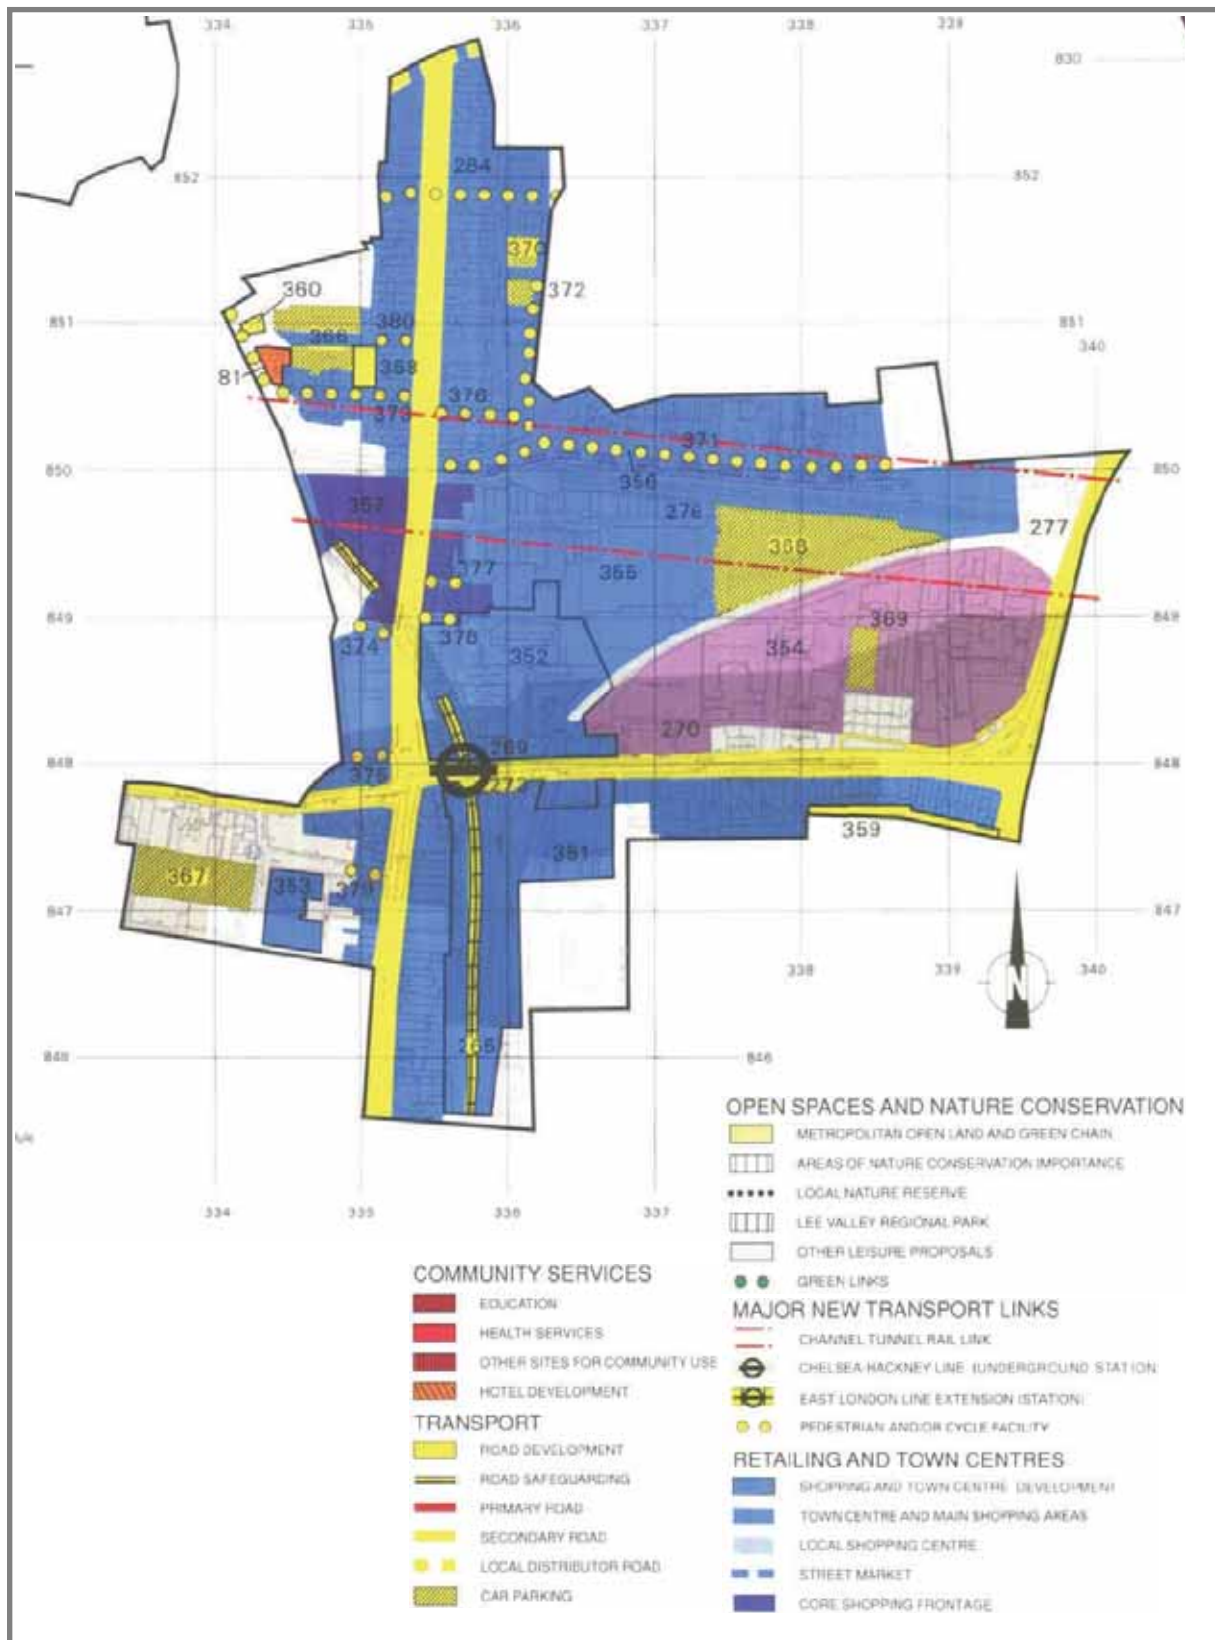 334 335 336 337 338 339
830
852 284 852
370
360 372
851 380 851
366 340
81 358
376
371
850 356 850
357 276 277
368
377 355
849 849
369
374 378 352 354
270
269
848 375 848
272
359
351
367 353 379
847 847
338 339 340
N
265
846 846
334 335 336 337
OPEN SPACES AND NATURE CONSERVATION
METROPOLITAN OPEN LAND AND GREEN CHAIN
AREAS OF NATURE CONSERVATION IMPORTANCE
LOCAL NATURE RESERVE
LEE VALLEY REGIONAL PARK
OTHER LEISURE PROPOSALS
GREEN LINKS
COMMUNITY SERVICES
EDUCATION
HEALTH SERVICES
OTHER SITES FOR COMMUNITY USE
HOTEL DEVELOPMENT
TRANSPORT
ROAD DEVELOPMENT
ROAD SAFEGUARDING
PRIMARY ROAD
SECONDARY ROAD
LOCAL DISTRIBUTOR ROAD
CAR PARKING
MAJOR NEW TRANSPORT LINKS
CHANNEL TUNNEL RAIL LINK
CHELSEA-HACKNEY LINE (UNDERGROUND STATION)
EAST LONDON LINE EXTENSION (STATION)
PEDESTRIAN AND/OR CYCLE FACILITY
RETAILING AND TOWN CENTRES
SHOPPING AND TOWN CENTRE DEVELOPMENT
TOWN CENTRE AND MAIN SHOPPING AREAS
LOCAL SHOPPING CENTRE
STREET MARKET
CORE SHOPPING FRONTAGE